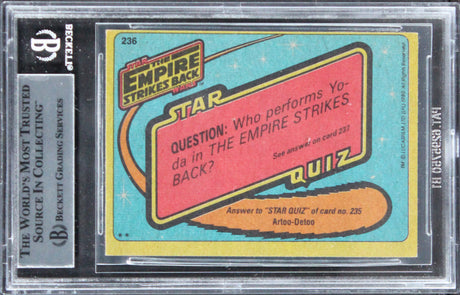 236
STAR THE WARS
EMPIRE
STRIKES BACK
STAR
QUESTION: Who performs Yo-
da in THE EMPIRE STRIKES
BACK?
See answer on card 237
QUIZ
Answer to "STAR QUIZ" of card no. 235
Artoo-Detoo
BECKETT
THE WORLD'S MOST TRUSTED
SOURCE IN COLLECTING™
BECKETT GRADING SERVICES